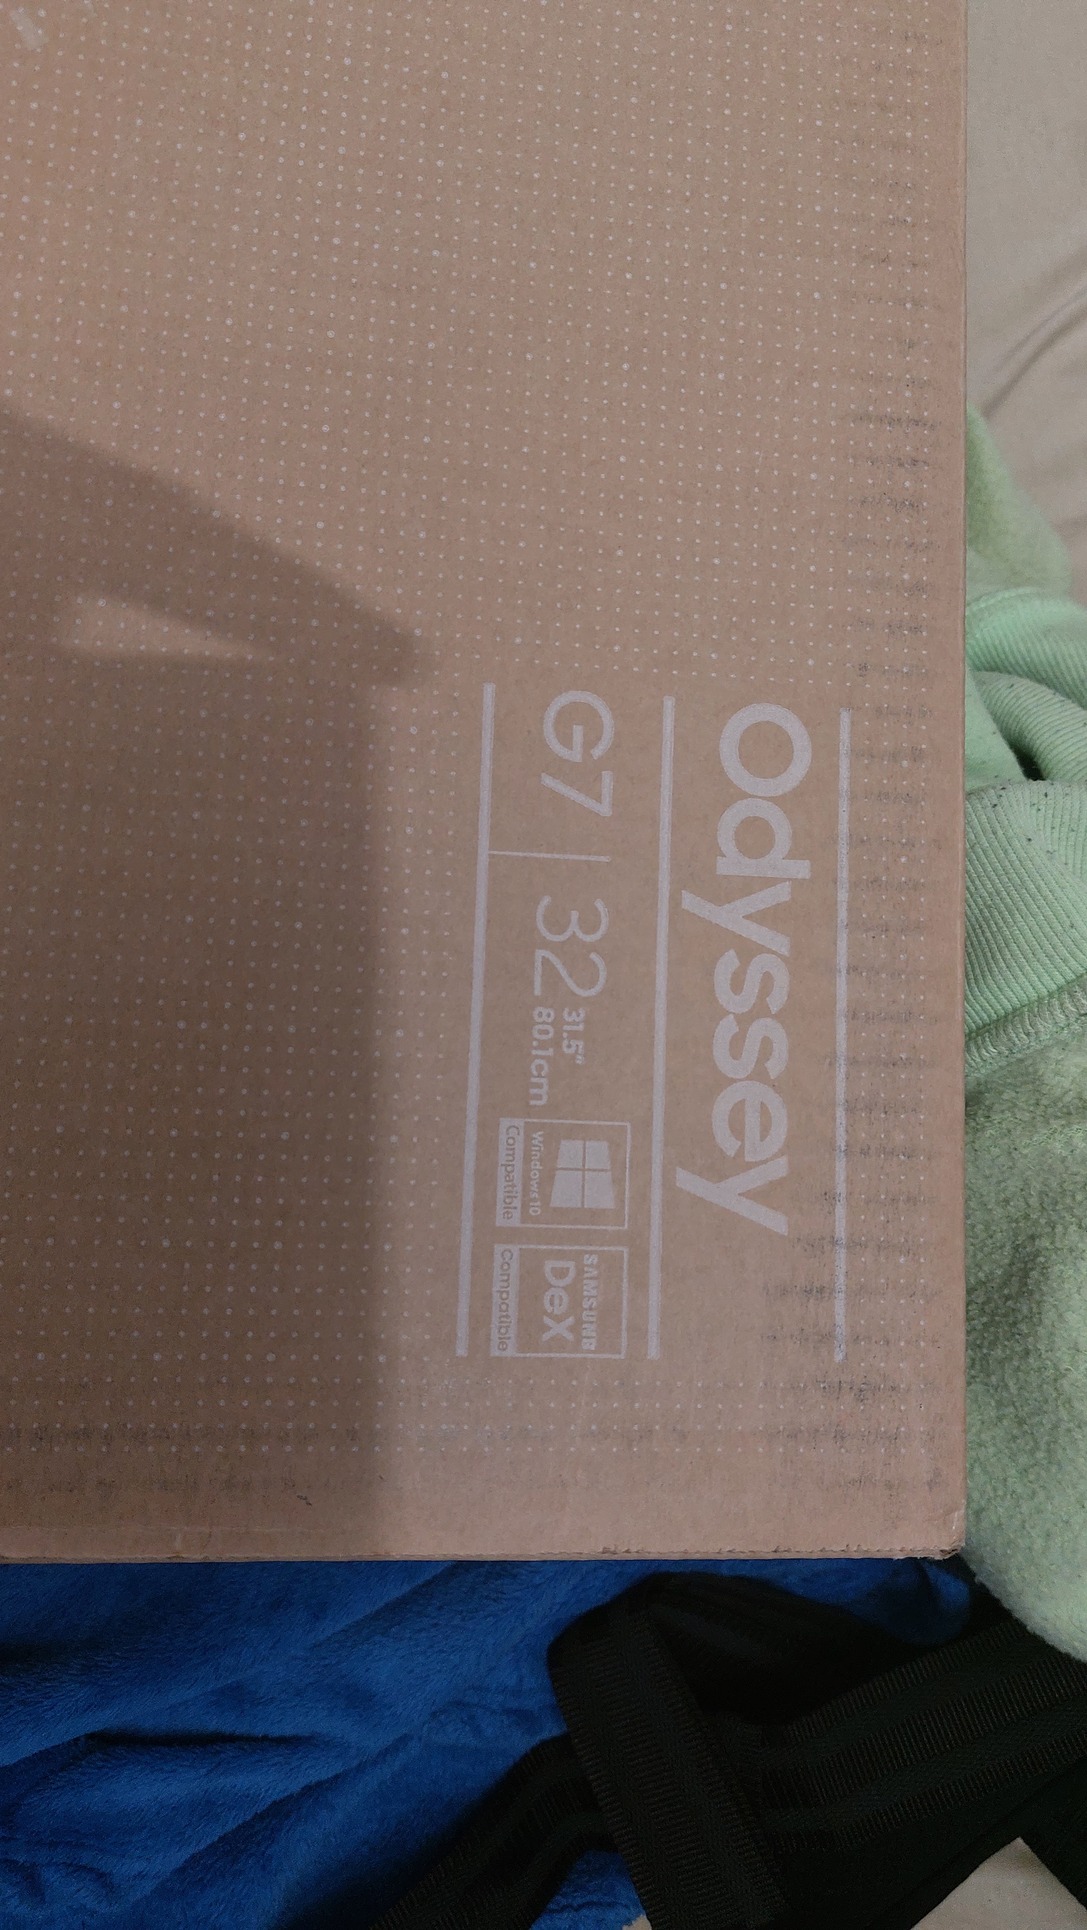 Odyssey
G7 | 32 31.5"
80.1cm
Windows10
Compatible
SAMSUNG
DeX
Compatible